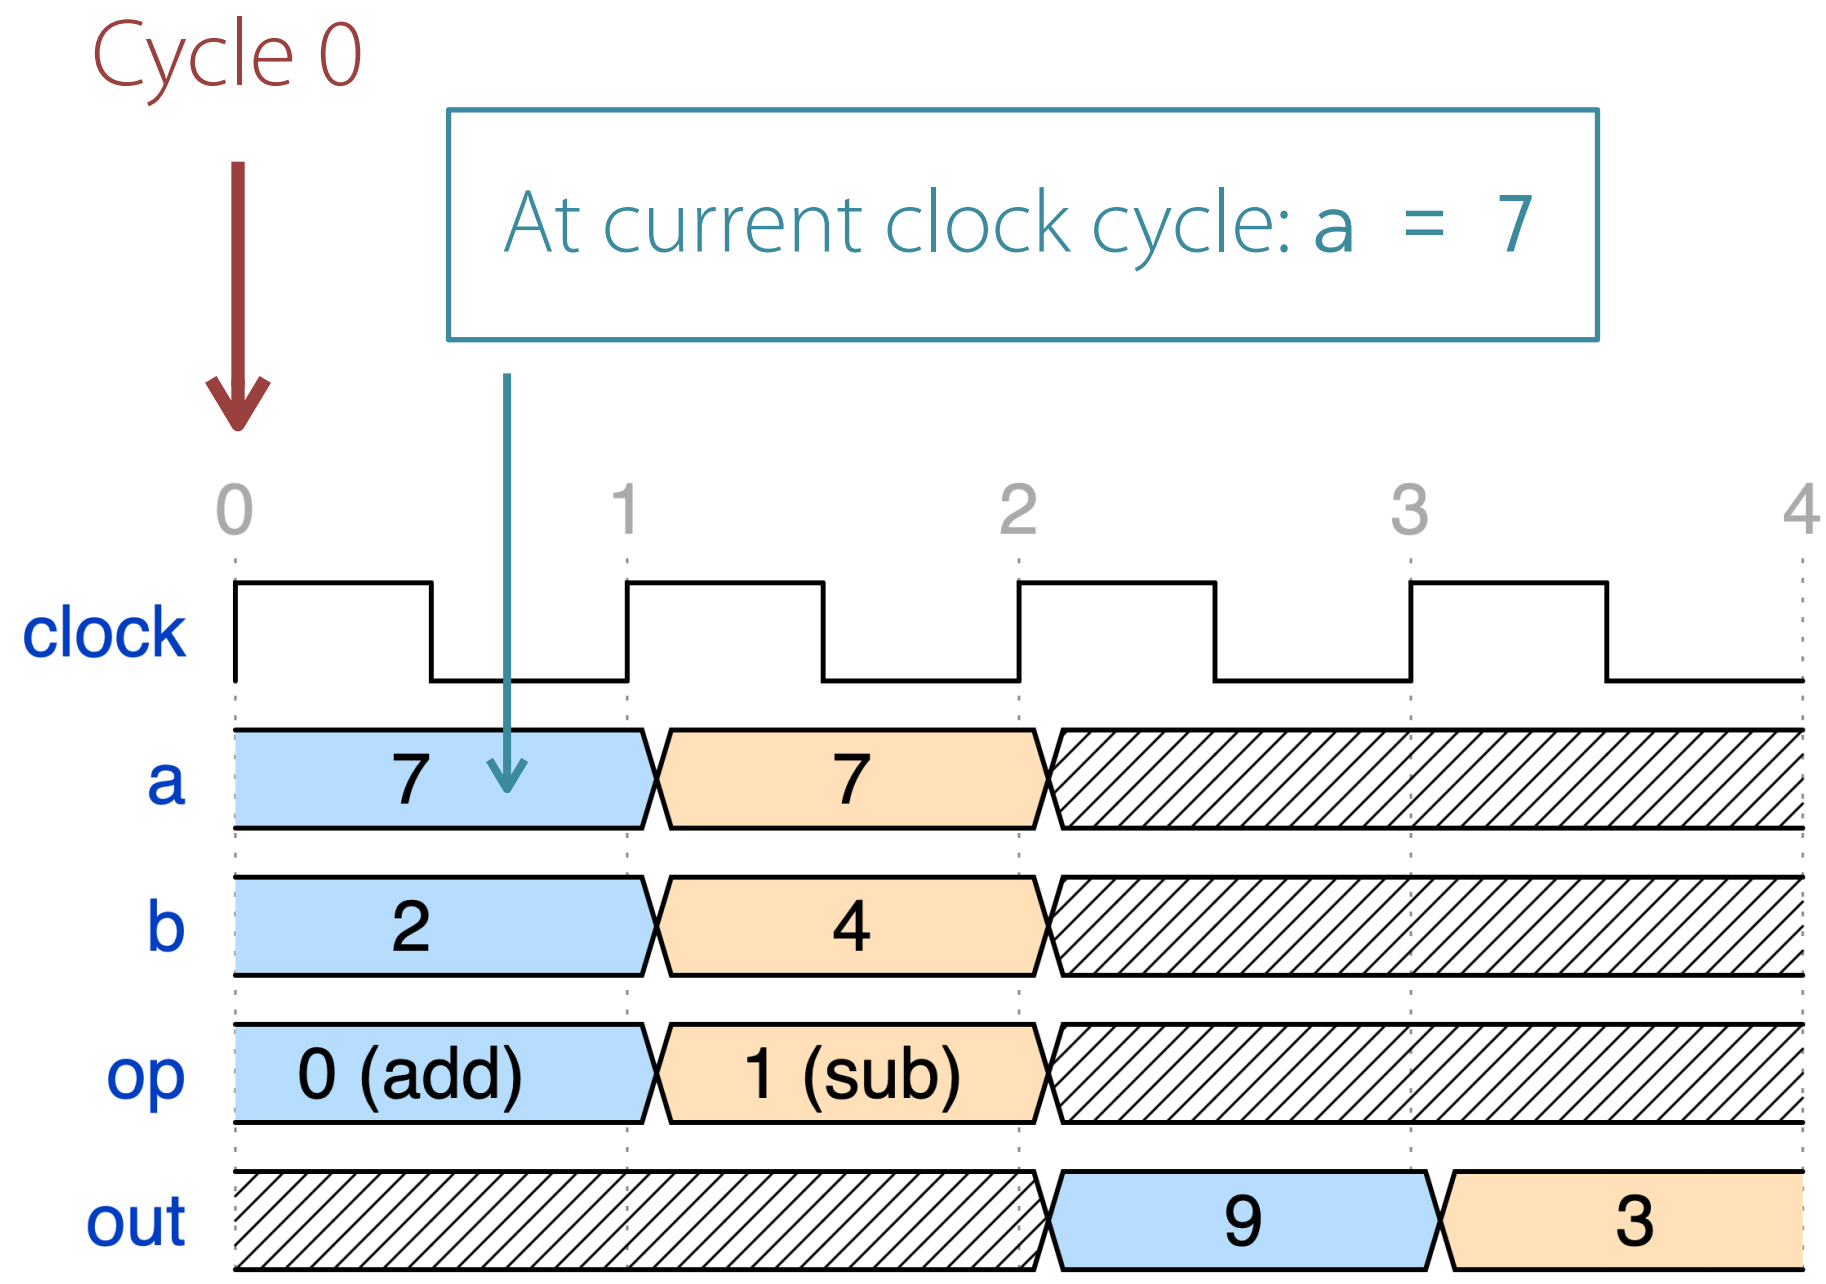 Cycle 0
At current clock cycle: a = 7
0 1 2 3 4
clock
a 7 7
b 2 4
op 0 (add) 1 (sub)
out 9 3